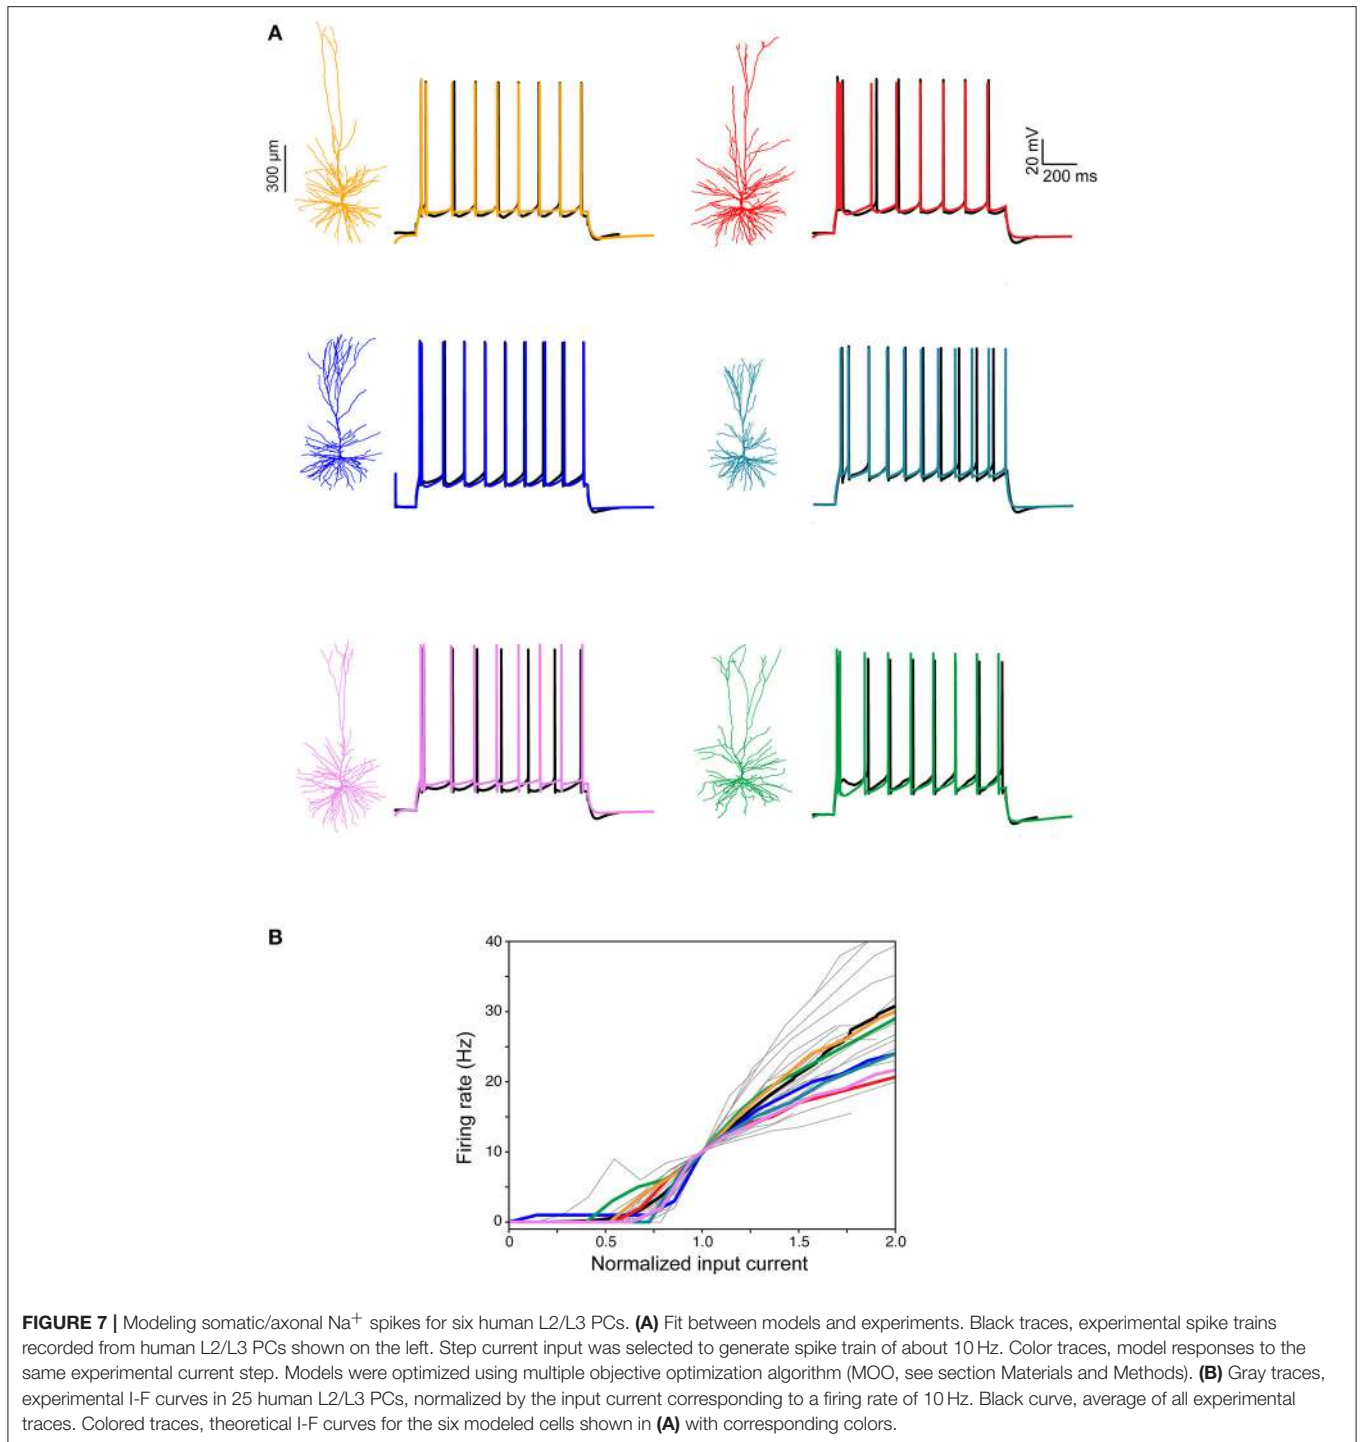 A
300 μm
20 mV
200 ms
B
40
30
20
10
0
Firing rate (Hz)
0
0.5
1.0
1.5
2.0
Normalized input current
FIGURE 7 | Modeling somatic/axonal Na+ spikes for six human L2/L3 PCs. (A) Fit between models and experiments. Black traces, experimental spike trains
recorded from human L2/L3 PCs shown on the left. Step current input was selected to generate spike train of about 10 Hz. Color traces, model responses to the
same experimental current step. Models were optimized using multiple objective optimization algorithm (MOO, see section Materials and Methods). (B) Gray traces,
experimental I-F curves in 25 human L2/L3 PCs, normalized by the input current corresponding to a firing rate of 10 Hz. Black curve, average of all experimental
traces. Colored traces, theoretical I-F curves for the six modeled cells shown in (A) with corresponding colors.